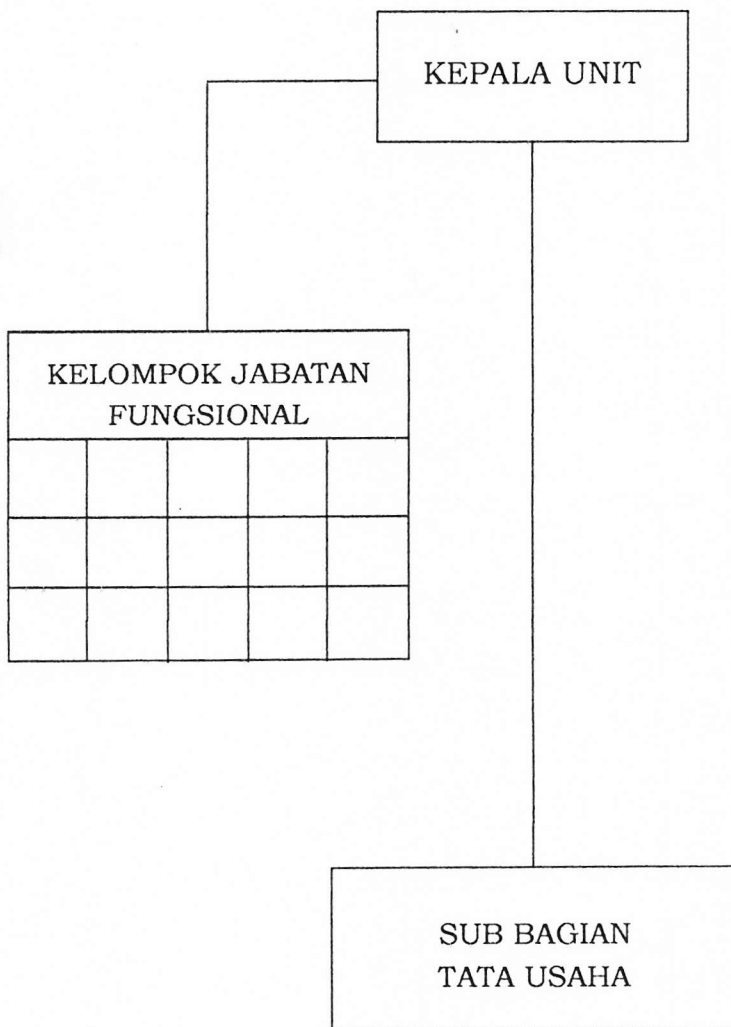 KEPALA UNIT
KELOMPOK JABATAN
FUNGSIONAL
SUB BAGIAN
TATA USAHA